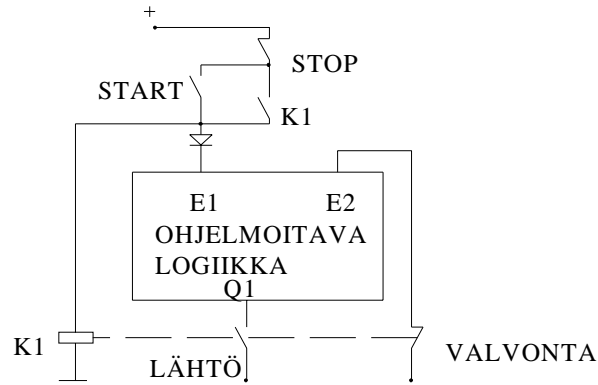 +
STOP
START
K1
E1 E2
OHJELMOITAVA
LOGIIKKA
Q1
K1
LÄHTÖ
VALVONTA